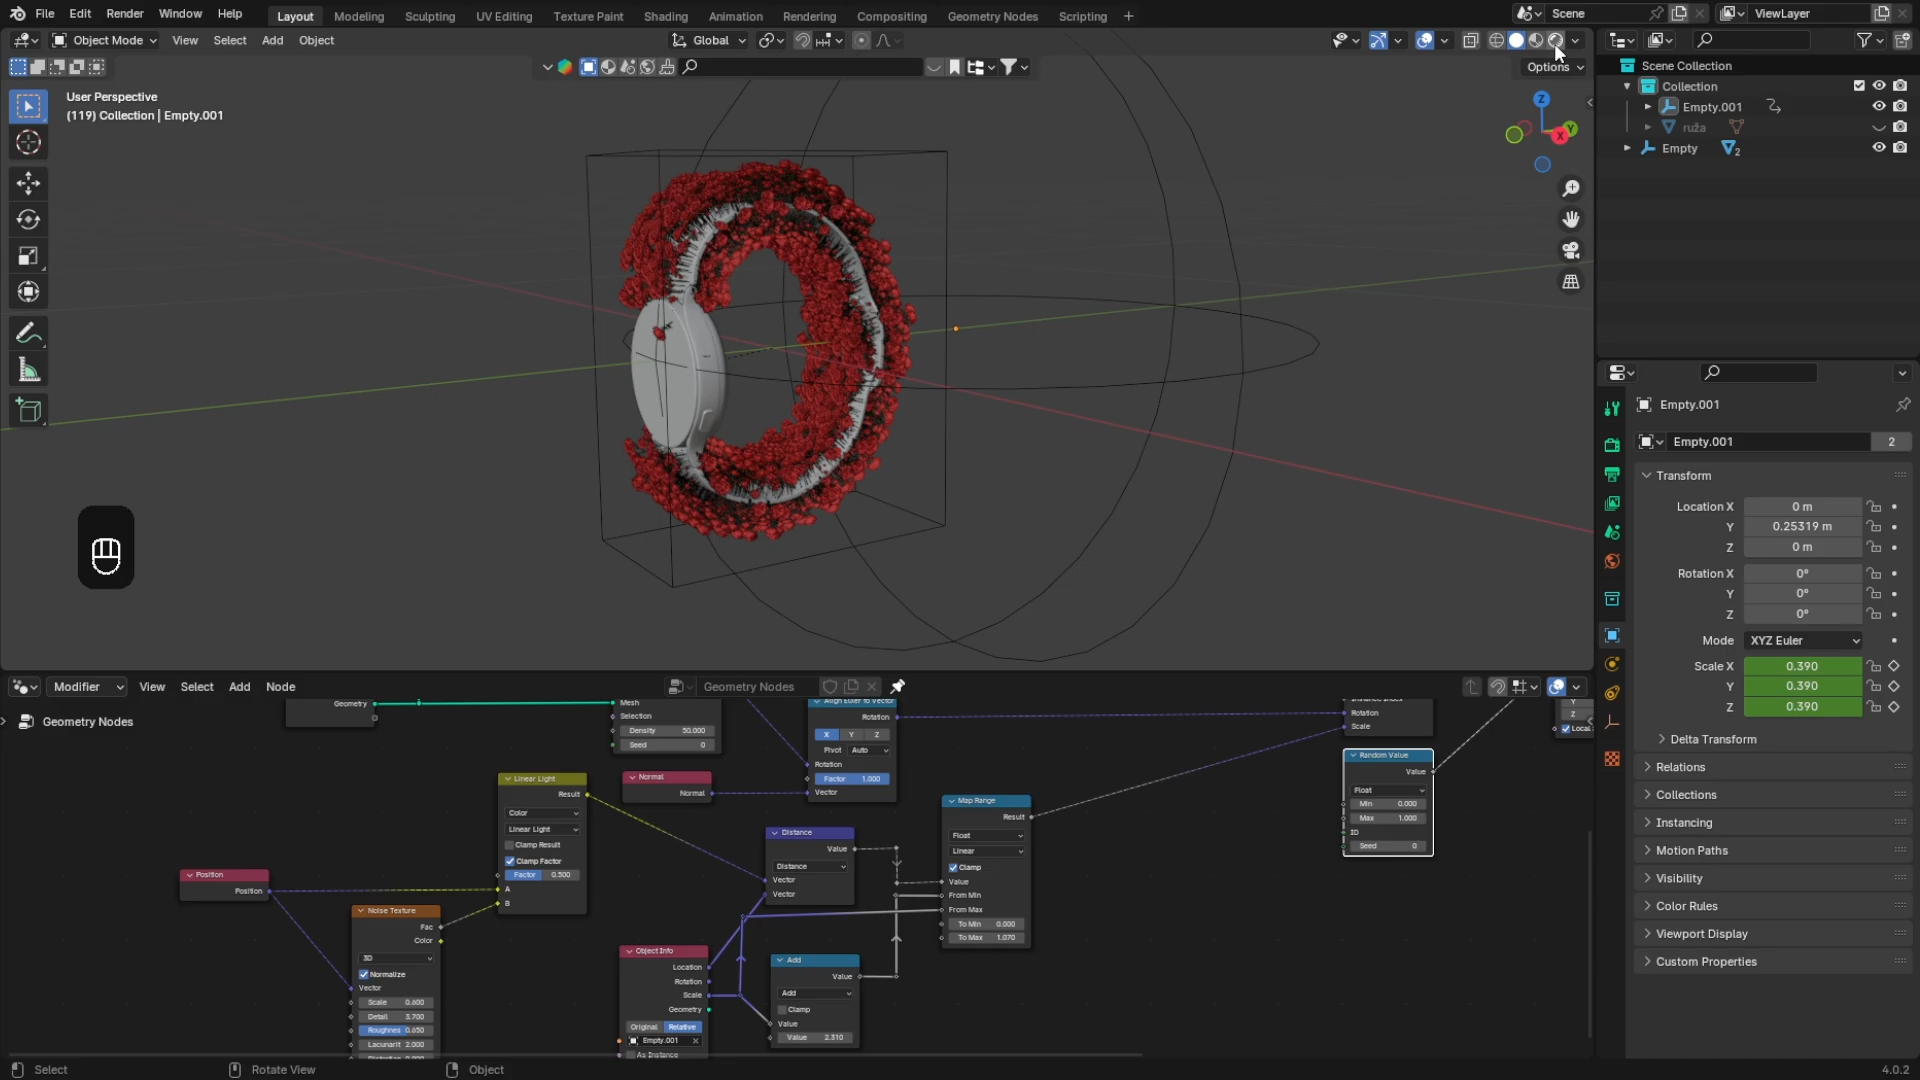 File Edit Render Window Help Layout Modeling Sculpting UV Editing Texture Paint Shading Animation Rendering Compositing Geometry Nodes Scripting + Scene ViewLayer
Object Mode View Select Add Object Global
Options
User Perspective
(119) Collection | Empty.001
Z
Y
X
Scene Collection
Collection
Empty.001
ruža
Empty 2
Empty.001
Empty.001 2
Transform
Location X 0 m
Y 0.25319 m
Z 0 m
Rotation X 0°
Y 0°
Z 0°
Mode XYZ Euler
Scale X 0.390
Y 0.390
Z 0.390
Delta Transform
Relations
Collections
Instancing
Motion Paths
Visibility
Color Rules
Viewport Display
Custom Properties
Modifier View Select Add Node Geometry Nodes
Geometry Nodes
Geometry
Mesh
Selection
Density 50.000
Seed 0
Align Euler to Vector
Rotation
X Y Z
Pivot Auto
Rotation
Factor 1.000
Vector
Rotation
Scale
Y
Z
Local
Random Value
Value
Float
Min 0.000
Max 1.000
ID
Seed 0
Linear Light
Result
Color
Linear Light
Clamp Result
Clamp Factor
Factor 0.500
A
B
Normal
Normal
Map Range
Result
Float
Linear
Clamp
Value
From Min
From Max
To Min 0.000
To Max 1.070
Distance
Value
Distance
Vector
Vector
Position
Position
Noise Texture
Fac
Color
3D
Normalize
Vector
Scale 0.600
Detail 3.700
Roughnes 0.650
Lacunarit 2.000
Object Info
Location
Rotation
Scale
Geometry
Original Relative
Empty.001
As Instance
Add
Value
Add
Clamp
Value
Value 2.310
Select Rotate View Object 4.0.2